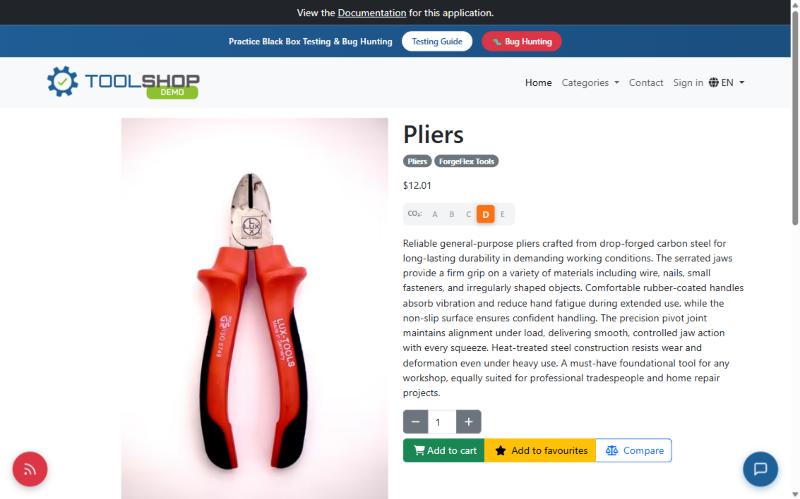 View the Documentation for this application.
Practice Black Box Testing & Bug Hunting Testing Guide Bug Hunting
TOOLSHOP
DEMO
Home Categories Contact Sign in EN
Pliers
Pliers ForgeFlex Tools
$12.01
CO₂: A B C D E
Reliable general-purpose pliers crafted from drop-forged carbon steel for
long-lasting durability in demanding working conditions. The serrated jaws
provide a firm grip on a variety of materials including wire, nails, small
fasteners, and irregularly shaped objects. Comfortable rubber-coated handles
absorb vibration and reduce hand fatigue during extended use, while the
non-slip surface ensures confident handling. The precision pivot joint
maintains alignment under load, delivering smooth, controlled jaw action
with every squeeze. Heat-treated steel construction resists wear and
deformation even under heavy use. A must-have foundational tool for any
workshop, equally suited for professional tradespeople and home repair
projects.
− 1 +
Add to cart Add to favourites Compare
LUX
LUX-TOOLS
Made in Germany
ISO 5749